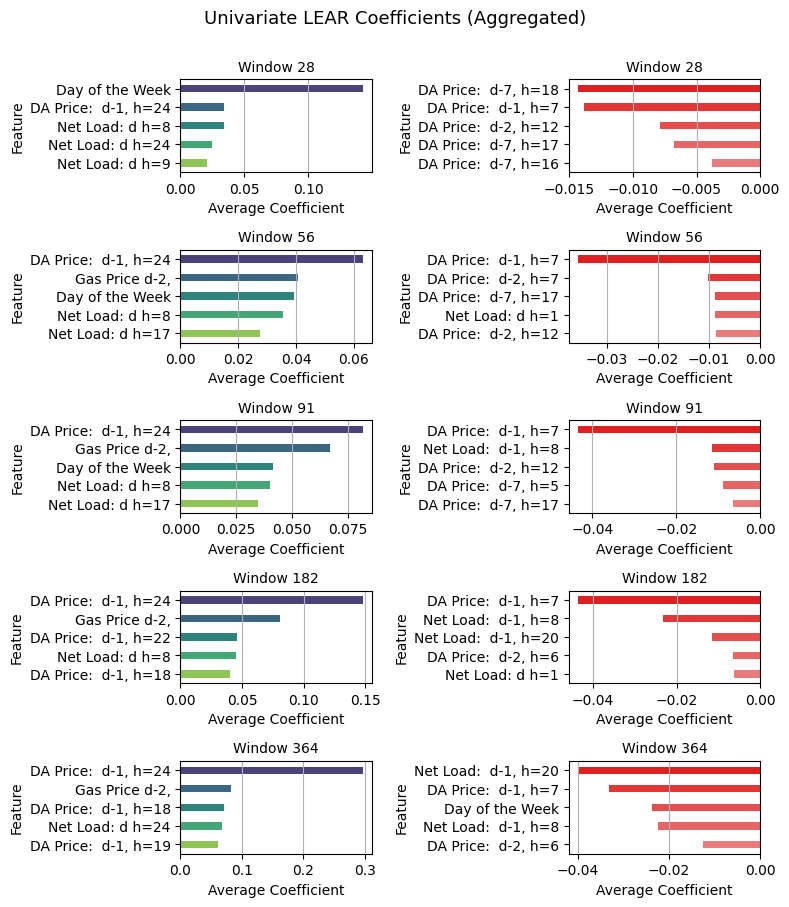 Univariate LEAR Coefficients (Aggregated)
Window 28
Feature
Day of the Week
DA Price:  d-1, h=24
Net Load: d h=8
Net Load: d h=24
Net Load: d h=9
0.00 0.05 0.10
Average Coefficient
Window 28
Feature
DA Price:  d-7, h=18
DA Price:  d-1, h=7
DA Price:  d-2, h=12
DA Price:  d-7, h=17
DA Price:  d-7, h=16
−0.015 −0.010 −0.005 0.000
Average Coefficient
Window 56
Feature
DA Price:  d-1, h=24
Gas Price d-2,
Day of the Week
Net Load: d h=8
Net Load: d h=17
0.00 0.02 0.04 0.06
Average Coefficient
Window 56
Feature
DA Price:  d-1, h=7
DA Price:  d-2, h=7
DA Price:  d-7, h=17
Net Load: d h=1
DA Price:  d-2, h=12
−0.03 −0.02 −0.01 0.00
Average Coefficient
Window 91
Feature
DA Price:  d-1, h=24
Gas Price d-2,
Day of the Week
Net Load: d h=8
Net Load: d h=17
0.000 0.025 0.050 0.075
Average Coefficient
Window 91
Feature
DA Price:  d-1, h=7
Net Load:  d-1, h=8
DA Price:  d-2, h=12
DA Price:  d-7, h=5
DA Price:  d-7, h=17
−0.04 −0.02 0.00
Average Coefficient
Window 182
Feature
DA Price:  d-1, h=24
Gas Price d-2,
DA Price:  d-1, h=22
Net Load: d h=8
DA Price:  d-1, h=18
0.00 0.05 0.10 0.15
Average Coefficient
Window 182
Feature
DA Price:  d-1, h=7
Net Load:  d-1, h=8
Net Load:  d-1, h=20
DA Price:  d-2, h=6
Net Load: d h=1
−0.04 −0.02 0.00
Average Coefficient
Window 364
Feature
DA Price:  d-1, h=24
Gas Price d-2,
DA Price:  d-1, h=18
Net Load: d h=24
DA Price:  d-1, h=19
0.0 0.1 0.2 0.3
Average Coefficient
Window 364
Feature
Net Load:  d-1, h=20
DA Price:  d-1, h=7
Day of the Week
Net Load:  d-1, h=8
DA Price:  d-2, h=6
−0.04 −0.02 0.00
Average Coefficient